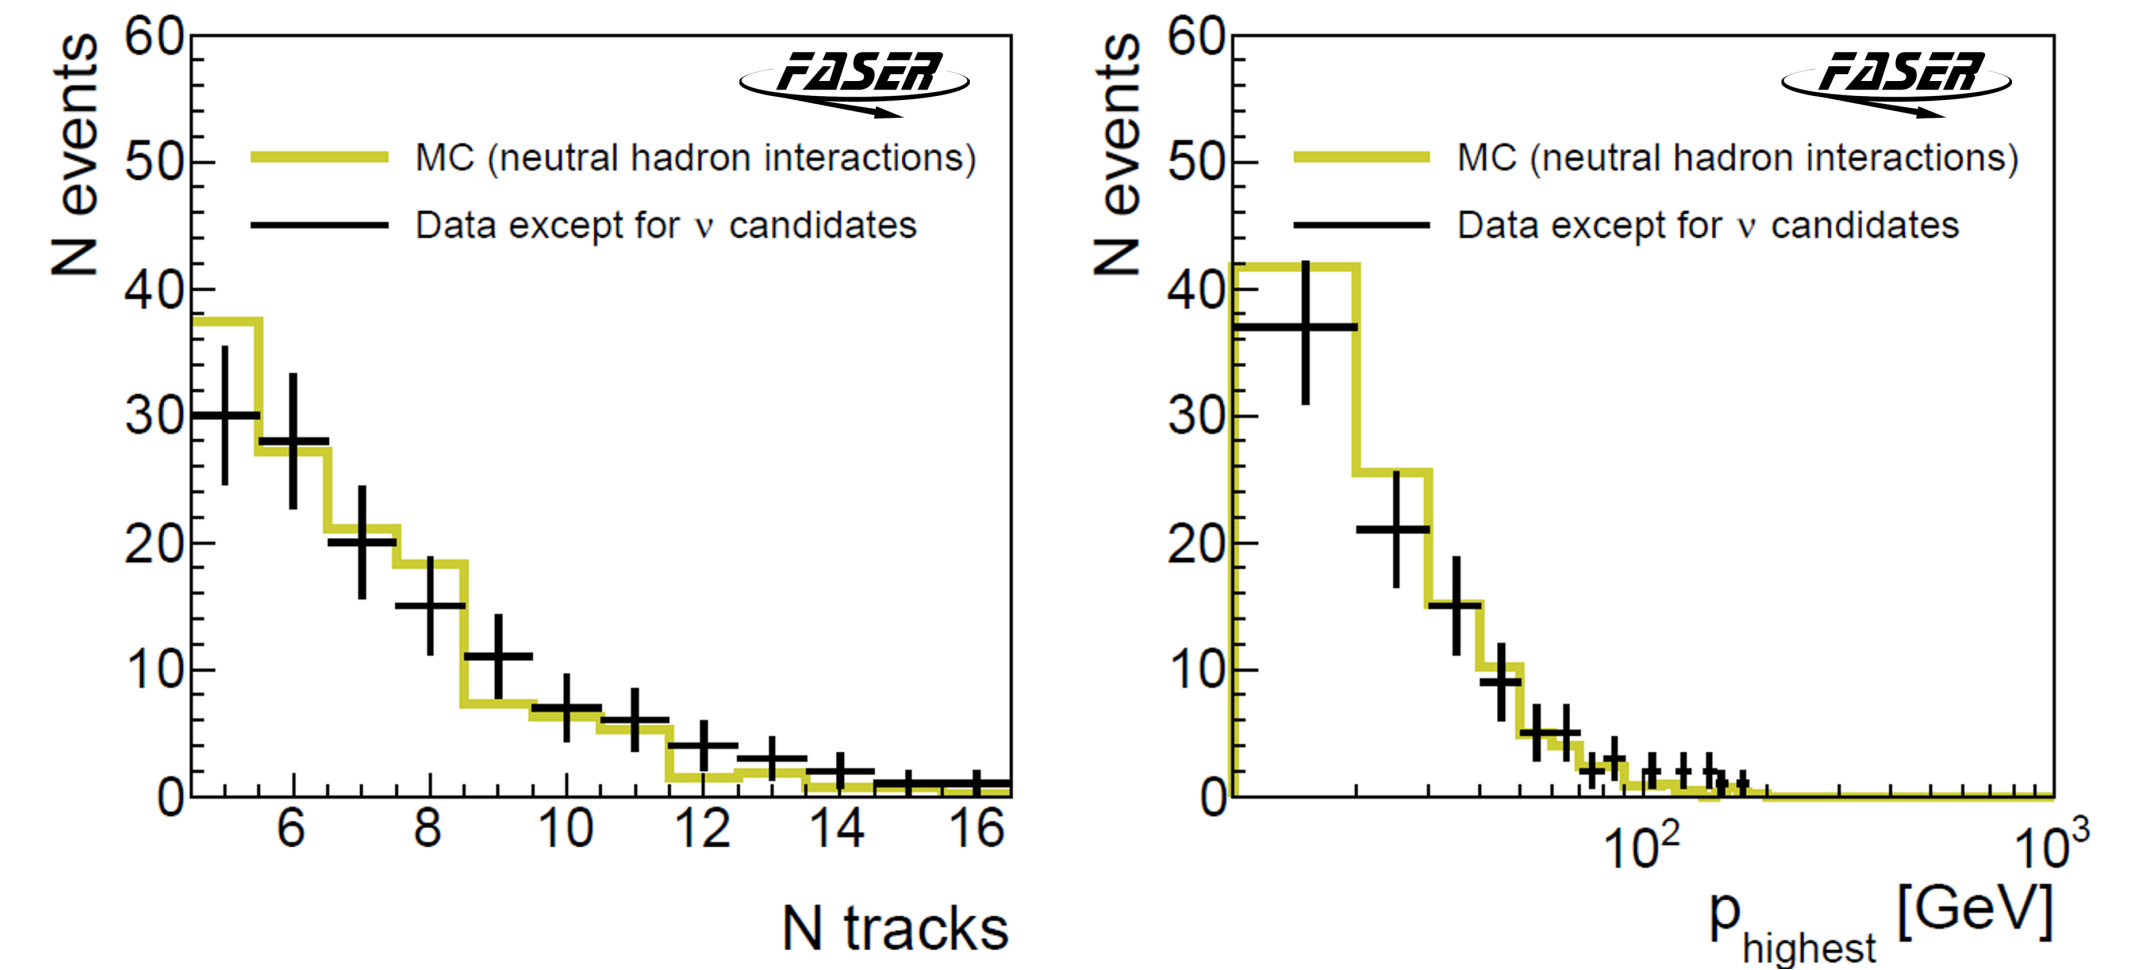 N events
60
50
40
30
20
10
0
FASER
MC (neutral hadron interactions)
Data except for ν candidates
6 8 10 12 14 16
N tracks
N events
60
50
40
30
20
10
0
FASER
MC (neutral hadron interactions)
Data except for ν candidates
10² 10³
p_highest [GeV]